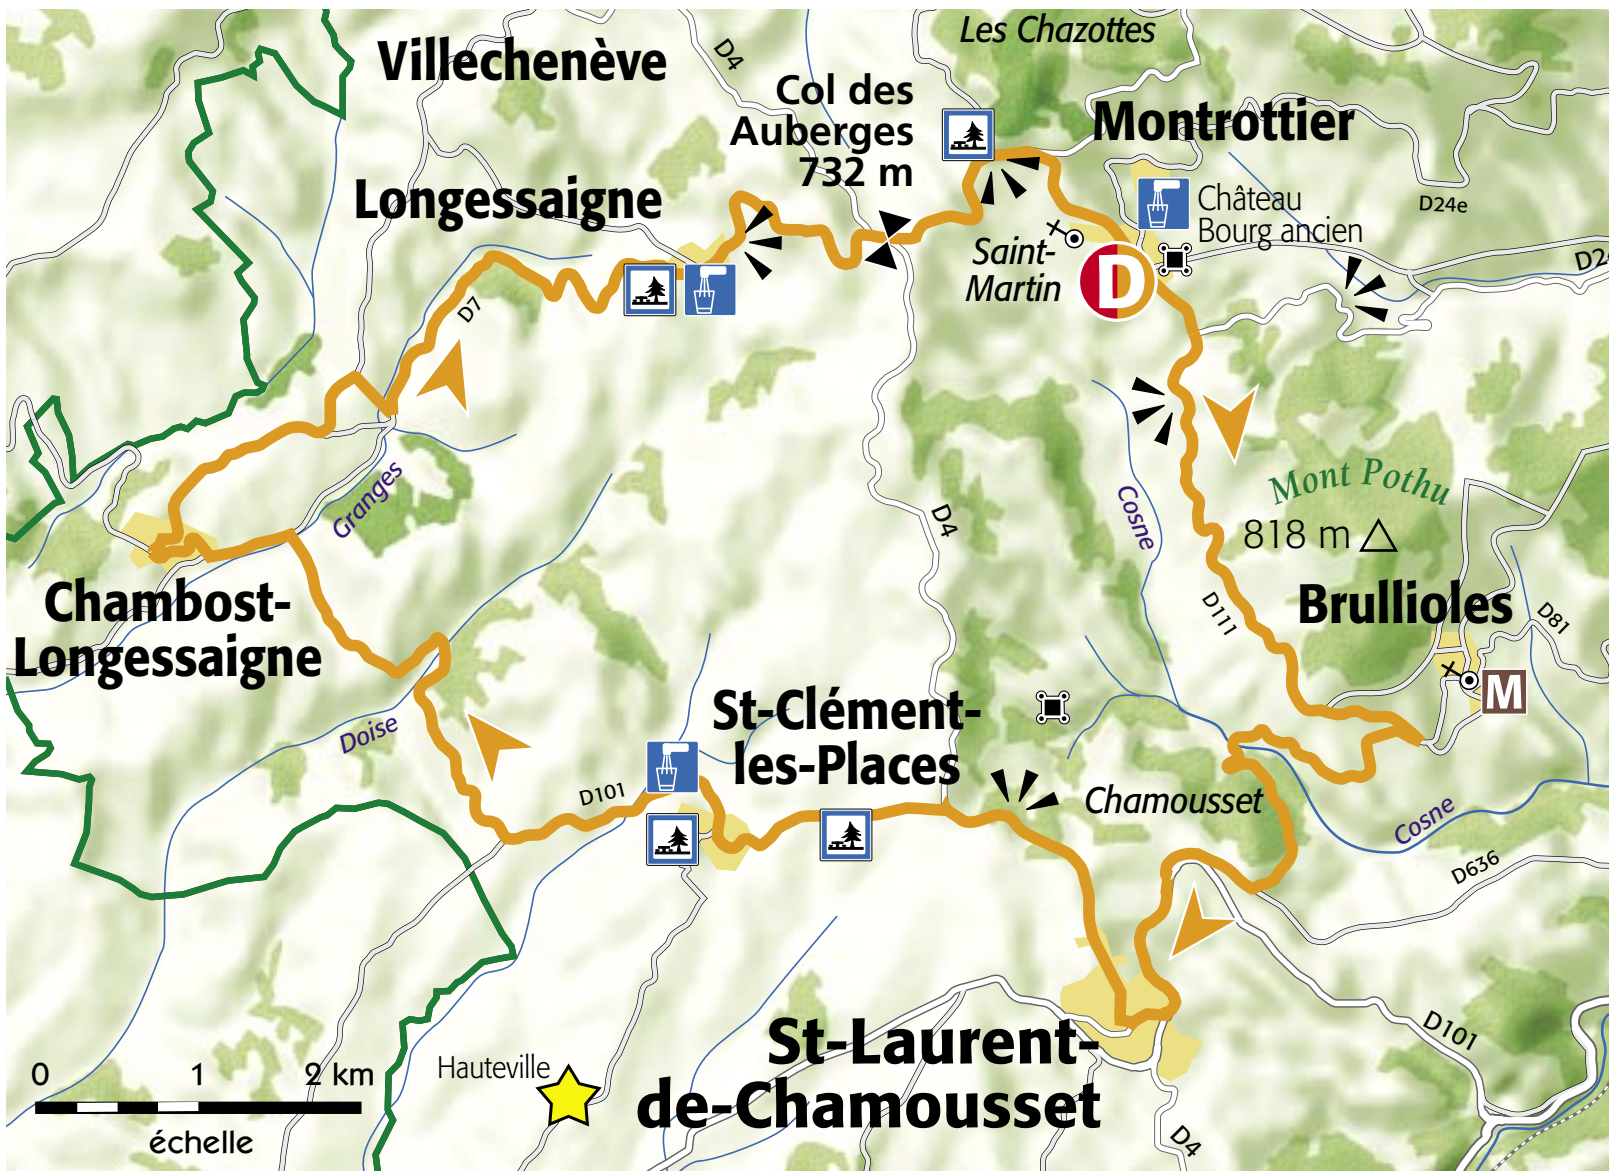 Les Chazottes
Villechenève
D4
Col des
Auberges
732 m
Montrottier
Longessaigne
Château
Bourg ancien
D24e
Saint-
Martin
D
D24
D7
Granges
D4
Cosne
Mont Pothu
818 m
Chambost-
Longessaigne
D111
Brullioles
D81
M
Doise
St-Clément-
les-Places
D101
Chamousset
Cosne
D636
St-Laurent-
de-Chamousset
D101
Hauteville
0 1 2 km
échelle
D4